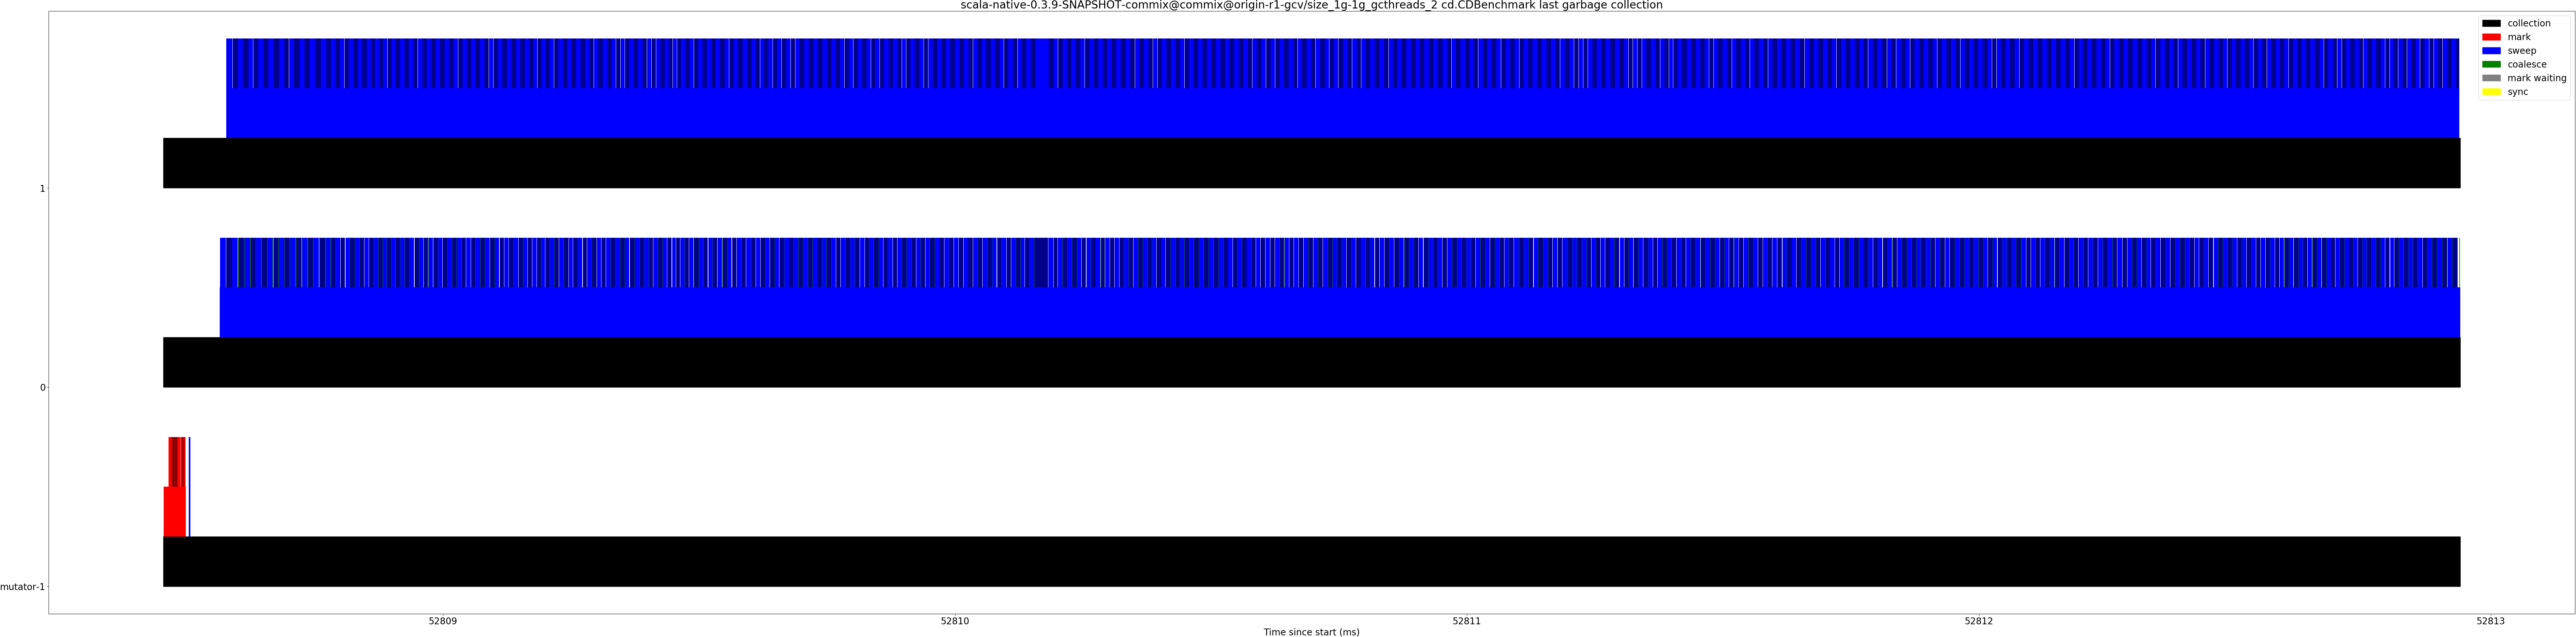 scala-native-0.3.9-SNAPSHOT-commix@commix@origin-r1-gcv/size_1g-1g_gcthreads_2 cd.CDBenchmark last garbage collection
collection
mark
sweep
coalesce
mark waiting
sync
1
0
mutator-1
52809
52810
52811
52812
52813
Time since start (ms)